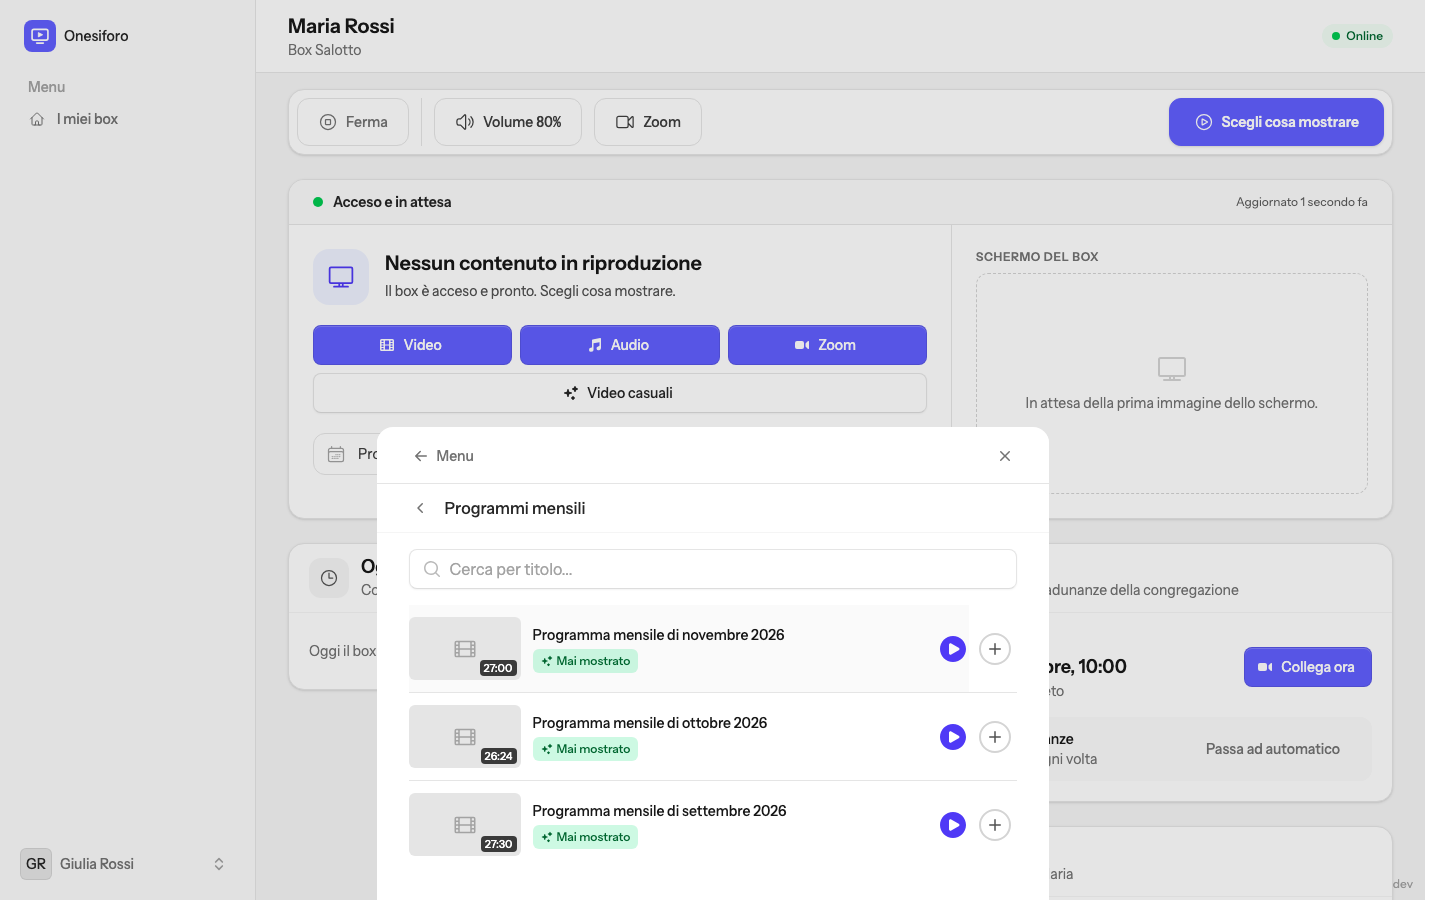 Onesiforo
Menu
I miei box
GR
Giulia Rossi
Maria Rossi
Box Salotto
Online
Ferma
Volume 80%
Zoom
Scegli cosa mostrare
Acceso e in attesa
Aggiornato 1 secondo fa
Nessun contenuto in riproduzione
Il box è acceso e pronto. Scegli cosa mostrare.
Video
Audio
Zoom
Video casuali
SCHERMO DEL BOX
In attesa della prima immagine dello schermo.
Menu
Programmi mensili
Cerca per titolo...
Programma mensile di novembre 2026
Mai mostrato
27:00
Programma mensile di ottobre 2026
Mai mostrato
26:24
Programma mensile di settembre 2026
Mai mostrato
27:30
Oggi il box
della congregazione
10:00
Collega ora
ogni volta
Passa ad automatico
dev